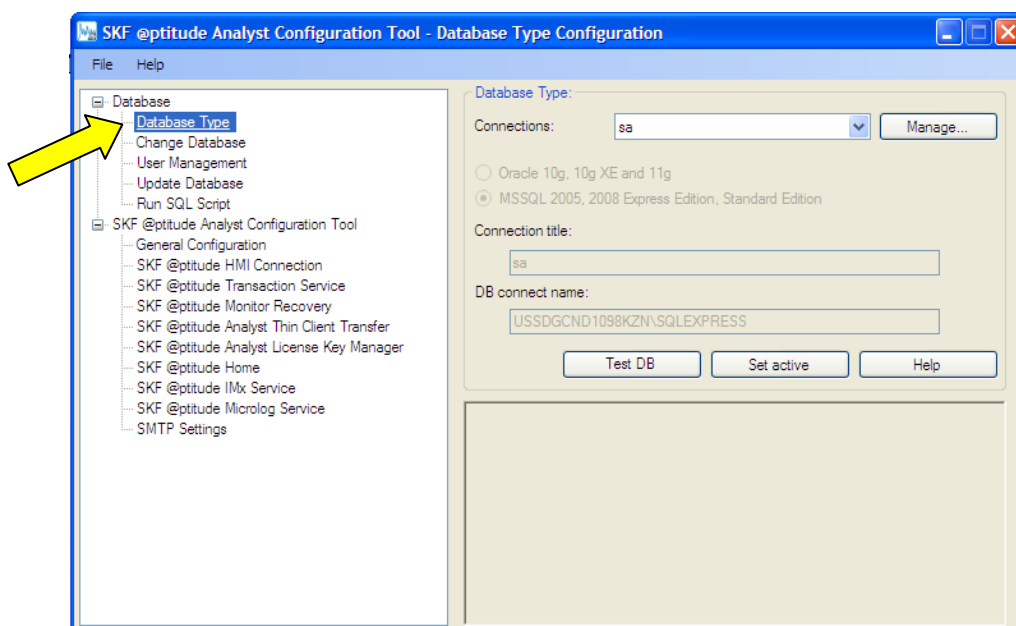 SKF @ptitude Analyst Configuration Tool - Database Type Configuration
File Help
Database
Database Type
Change Database
User Management
Update Database
Run SQL Script
SKF @ptitude Analyst Configuration Tool
General Configuration
SKF @ptitude HMI Connection
SKF @ptitude Transaction Service
SKF @ptitude Monitor Recovery
SKF @ptitude Analyst Thin Client Transfer
SKF @ptitude Analyst License Key Manager
SKF @ptitude Home
SKF @ptitude IMx Service
SKF @ptitude Microlog Service
SMTP Settings
Database Type:
Connections: sa Manage...
Oracle 10g, 10g XE and 11g
MSSQL 2005, 2008 Express Edition, Standard Edition
Connection title:
sa
DB connect name:
USSDGCND1098KZN\SQLEXPRESS
Test DB Set active Help